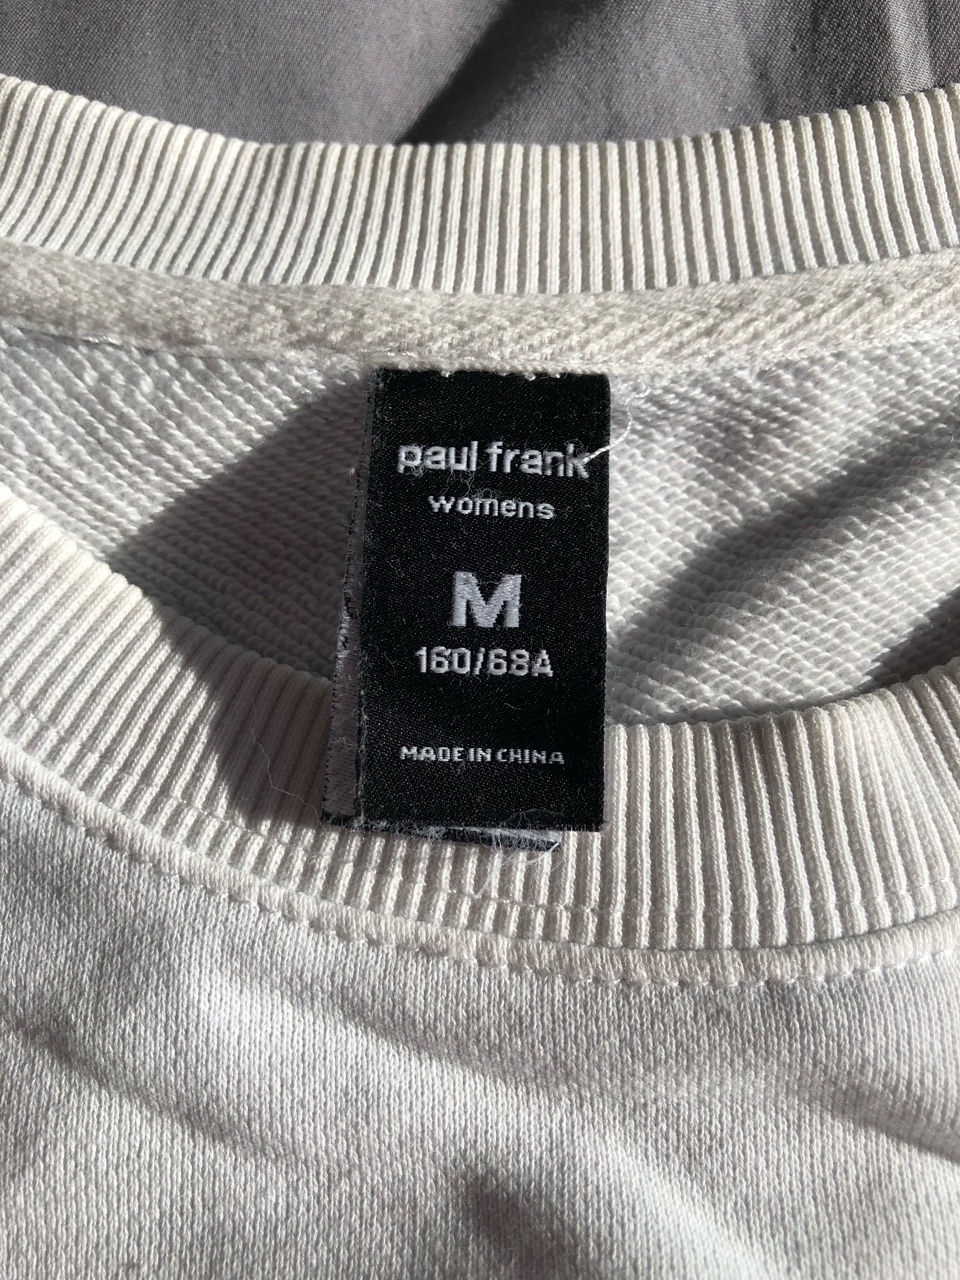 paul frank
womens
M
160/68A
MADE IN CHINA